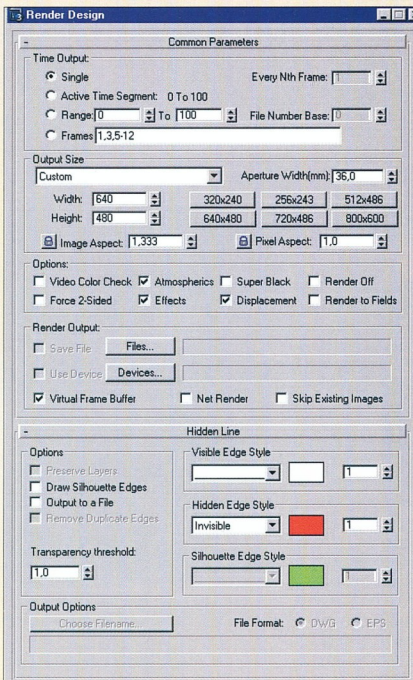 Render Design
Common Parameters
Time Output:
Single
Every Nth Frame: 1
Active Time Segment: 0 To 100
Range: 0 To 100
File Number Base: 0
Frames 1,3,5-12
Output Size
Custom
Aperture Width(mm): 36,0
Width: 640
320x240 256x243 512x486
Height: 480
640x480 720x486 800x600
Image Aspect: 1,333
Pixel Aspect: 1,0
Options:
Video Color Check Atmospherics Super Black Render Off
Force 2-Sided Effects Displacement Render to Fields
Render Output:
Save File Files...
Use Device Devices...
Virtual Frame Buffer Net Render Skip Existing Images
Hidden Line
Options
Preserve Layers
Draw Silhouette Edges
Output to a File
Remove Duplicate Edges
Transparency threshold:
1,0
Visible Edge Style
1
Hidden Edge Style
Invisible 1
Silhouette Edge Style
1
Output Options
Choose Filename...
File Format: DWG EPS